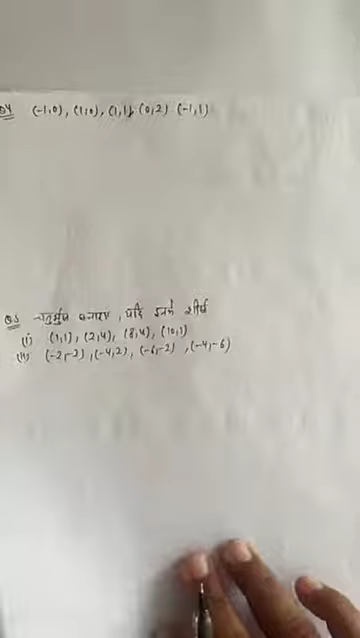 Q4 (-1,0), (1,0), (1,1), (0,2) (-1,1)
Q5 चतुर्भुज बनाइए, यदि इनके शीर्ष
(i) (1,1), (2,4), (8,4), (10,1)
(ii) (-2,-2), (-4,2), (-6,-2), (-4,-6)